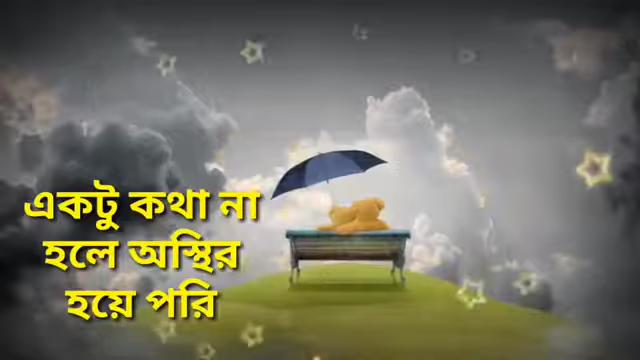 একটু কথা না
হলে অস্থির
হয়ে পরি